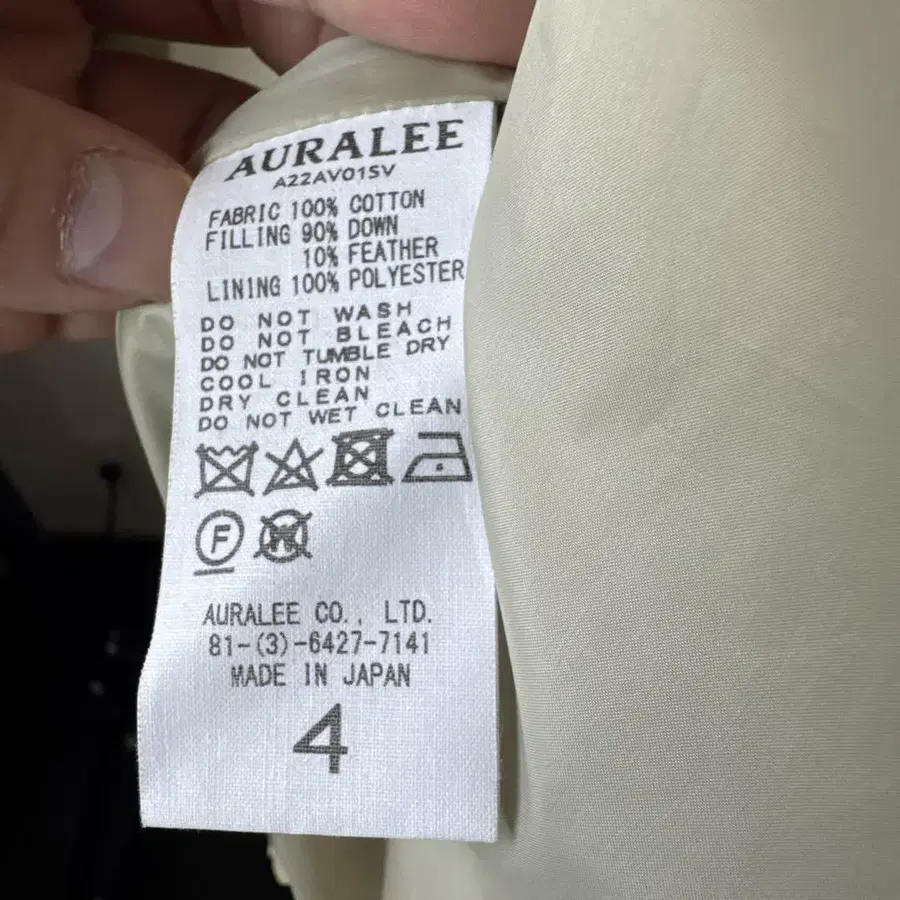 AURALEE
A22AV01SV
FABRIC 100% COTTON
FILLING 90% DOWN
10% FEATHER
LINING 100% POLYESTER
DO NOT WASH
DO NOT BLEACH
DO NOT TUMBLE DRY
COOL IRON
DRY CLEAN
DO NOT WET CLEAN
F W
AURALEE CO., LTD.
81-(3)-6427-7141
MADE IN JAPAN
4